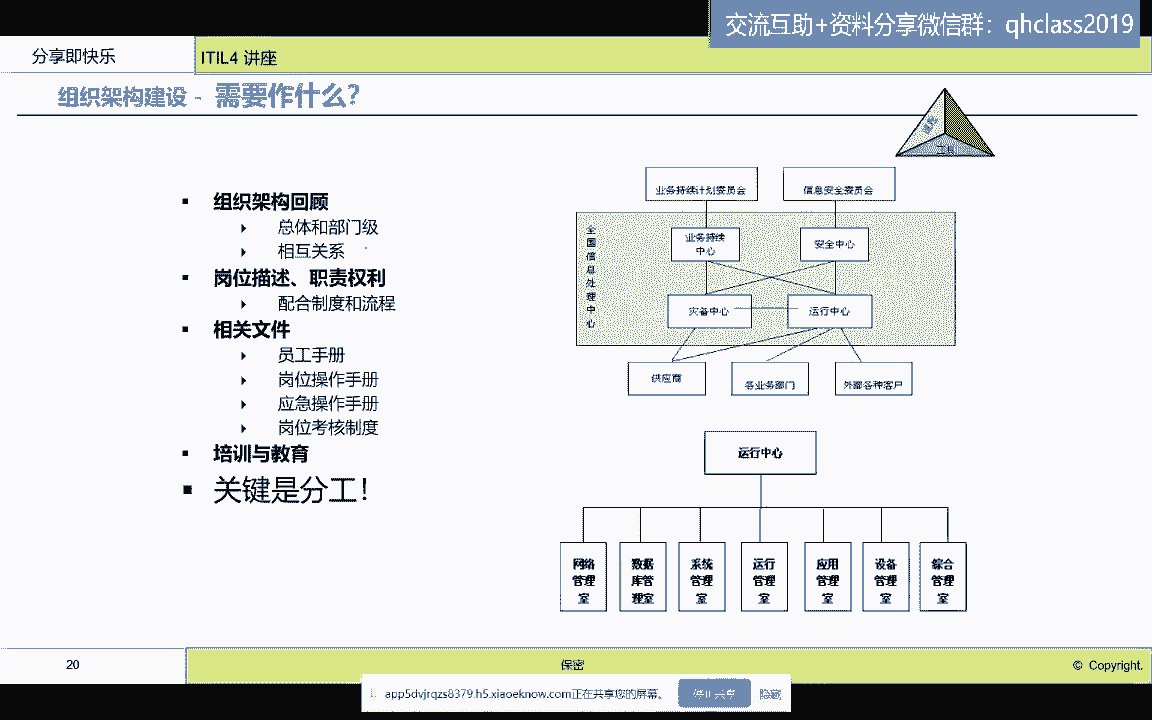 交流互助+资料分享微信群：qhclass2019
分享即快乐
ITIL4 讲座
组织架构建设 - 需要作什么？
组织架构回顾
总体和部门级
相互关系
岗位描述、职责权利
配合制度和流程
相关文件
员工手册
岗位操作手册
应急操作手册
岗位考核制度
培训与教育
关键是分工！
业务持续计划委员会
信息安全委员会
全国信息处理中心
业务持续
中心
安全中心
灾备中心
运行中心
供应商
各业务部门
外部各种客户
运行中心
网络
管理
室
数据
库管
理室
系统
管理
室
运行
管理
室
应用
管理
室
设备
管理
室
综合
管理
室
20
保密
© Copyright.
app5dvjrqzs8379.h5.xiaoeknow.com正在共享您的屏幕。
停止共享
隐藏